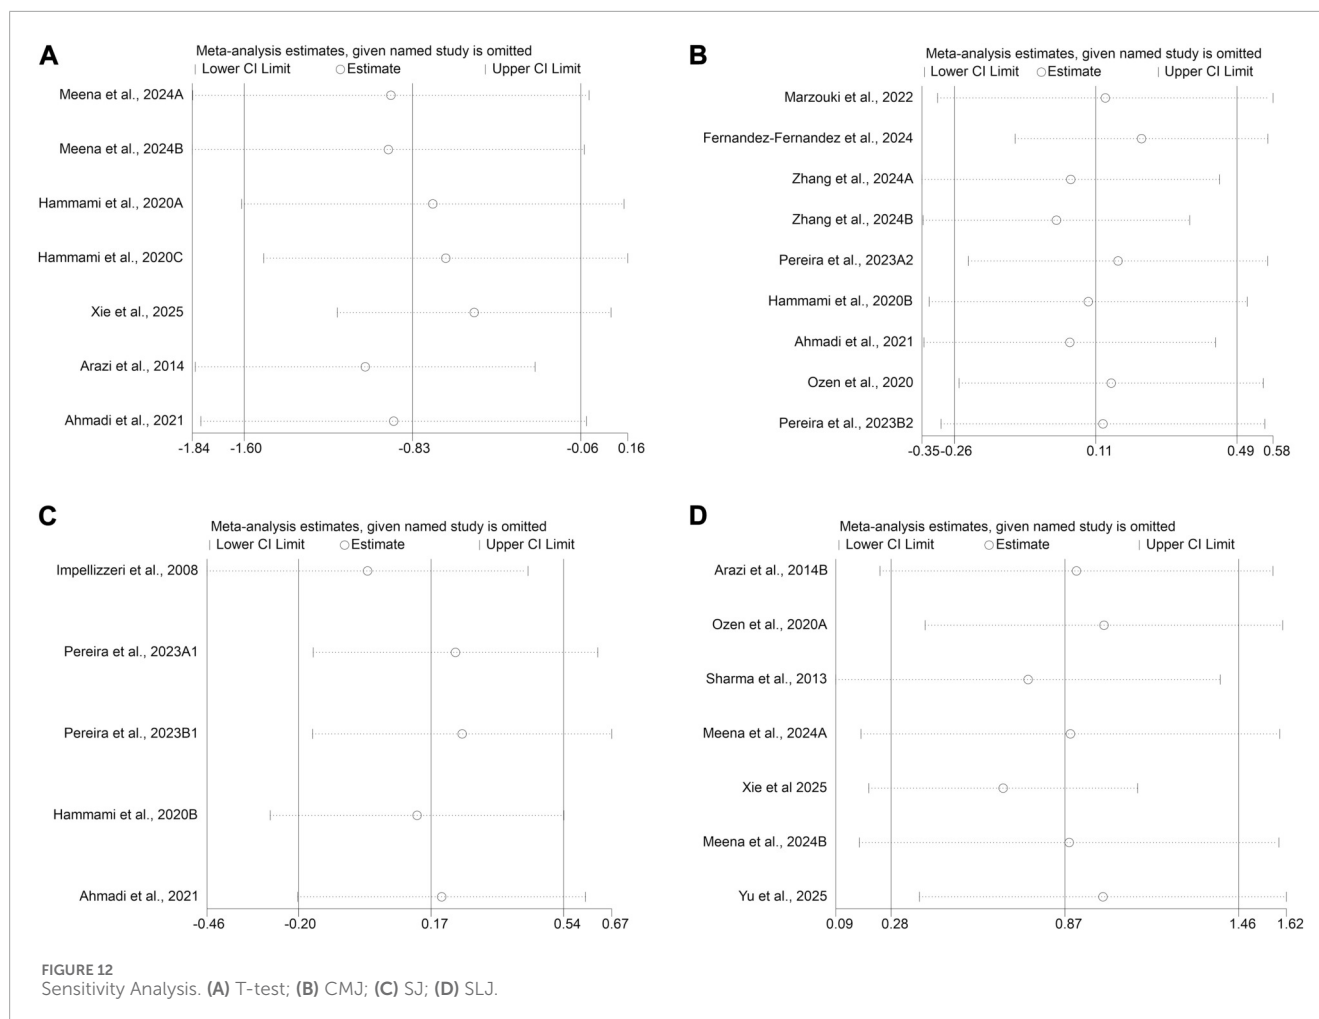 A
Meta-analysis estimates, given named study is omitted
Lower CI Limit Estimate Upper CI Limit
Meena et al., 2024A
Meena et al., 2024B
Hammami et al., 2020A
Hammami et al., 2020C
Xie et al., 2025
Arazi et al., 2014
Ahmadi et al., 2021
-1.84 -1.60 -0.83 -0.06 0.16
B
Meta-analysis estimates, given named study is omitted
Lower CI Limit Estimate Upper CI Limit
Marzouki et al., 2022
Fernandez-Fernandez et al., 2024
Zhang et al., 2024A
Zhang et al., 2024B
Pereira et al., 2023A2
Hammami et al., 2020B
Ahmadi et al., 2021
Ozen et al., 2020
Pereira et al., 2023B2
-0.35 -0.26 0.11 0.49 0.58
C
Meta-analysis estimates, given named study is omitted
Lower CI Limit Estimate Upper CI Limit
Impellizzeri et al., 2008
Pereira et al., 2023A1
Pereira et al., 2023B1
Hammami et al., 2020B
Ahmadi et al., 2021
-0.46 -0.20 0.17 0.54 0.67
D
Meta-analysis estimates, given named study is omitted
Lower CI Limit Estimate Upper CI Limit
Arazi et al., 2014B
Ozen et al., 2020A
Sharma et al., 2013
Meena et al., 2024A
Xie et al 2025
Meena et al., 2024B
Yu et al., 2025
0.09 0.28 0.87 1.46 1.62
FIGURE 12
Sensitivity Analysis. (A) T-test; (B) CMJ; (C) SJ; (D) SLJ.